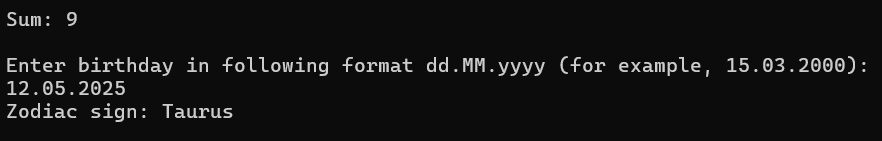 Sum: 9
Enter birthday in following format dd.MM.yyyy (for example, 15.03.2000):
12.05.2025
Zodiac sign: Taurus